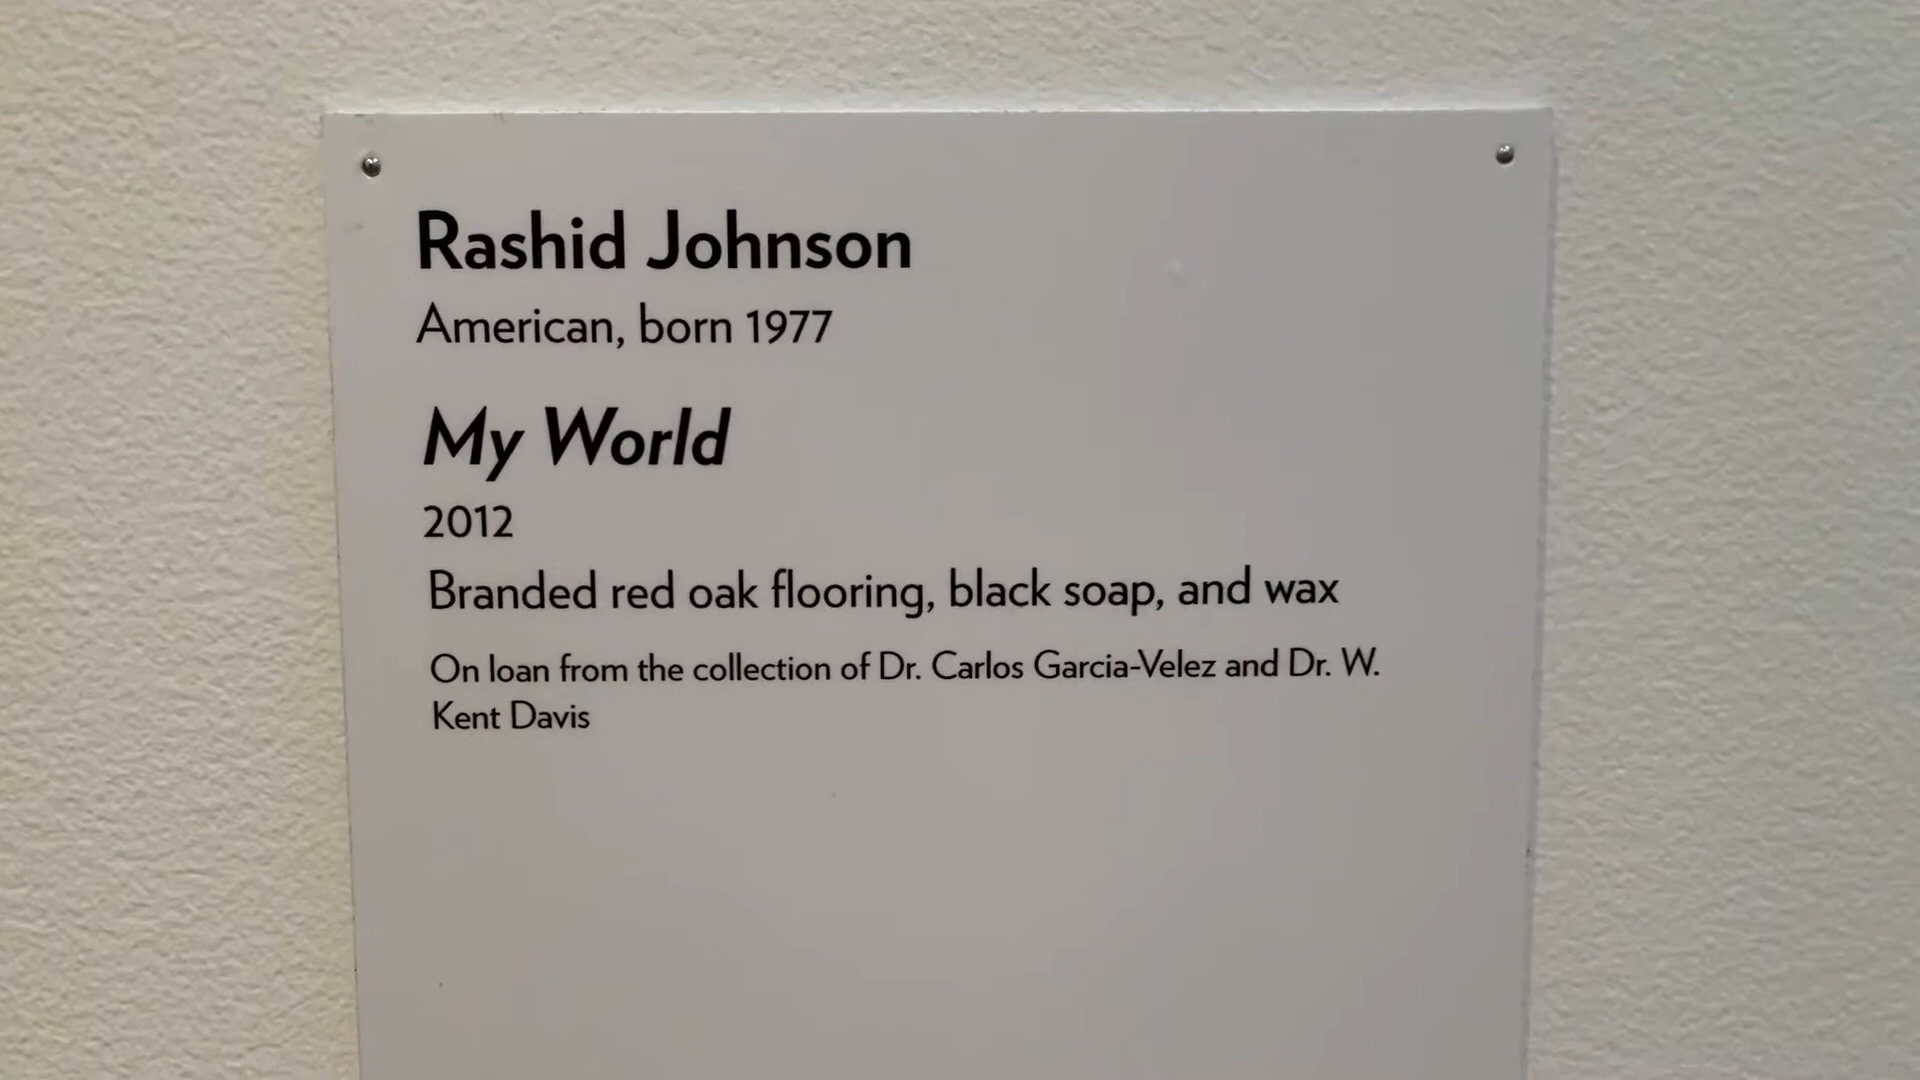 Rashid Johnson
American, born 1977
My World
2012
Branded red oak flooring, black soap, and wax
On loan from the collection of Dr. Carlos Garcia-Velez and Dr. W.
Kent Davis